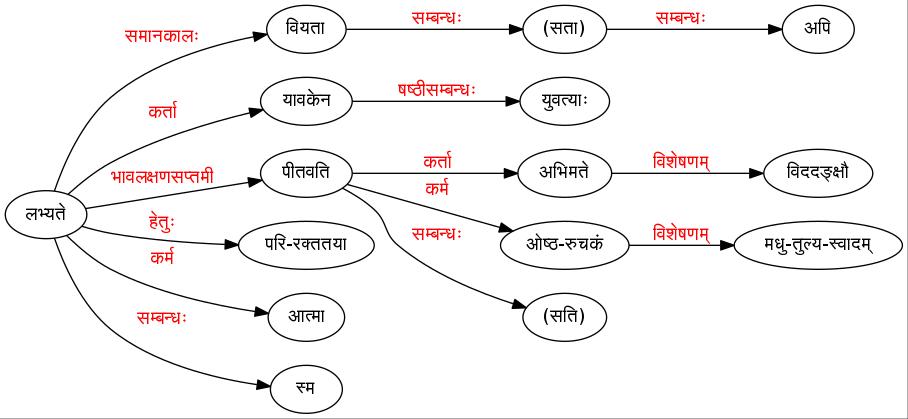 समानकालः
वियता
सम्बन्धः
(सता)
सम्बन्धः
अपि
कर्ता
यावकेन
षष्ठीसम्बन्धः
युवत्याः
भावलक्षणसप्तमी
पीतवति
कर्ता
अभिमते
विशेषणम्
विददङ्क्षौ
कर्म
लभ्यते
हेतुः
परि-रक्ततया
सम्बन्धः
ओष्ठ-रुचकं
विशेषणम्
मधु-तुल्य-स्वादम्
कर्म
आत्मा
(सति)
सम्बन्धः
स्म